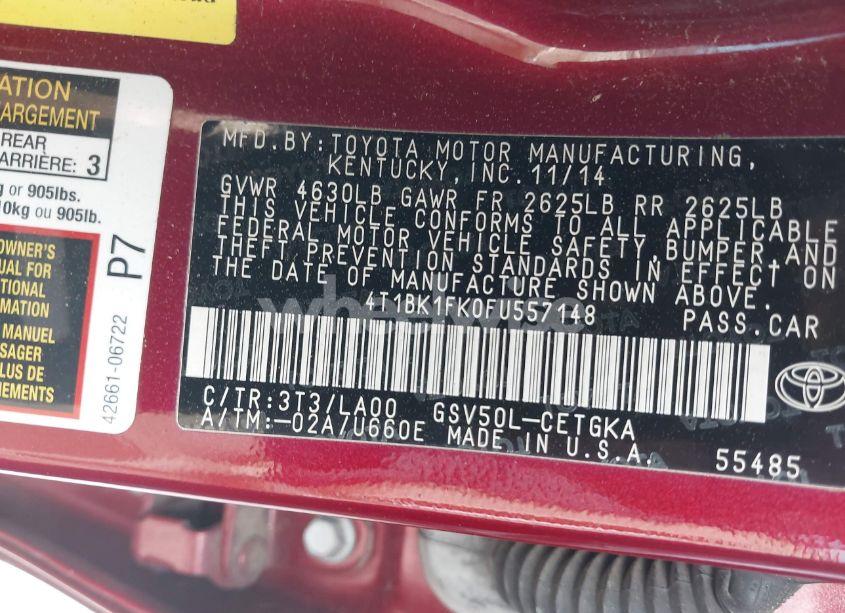 ATION
CHARGEMENT
REAR
ARRIÈRE: 3
g or 905lbs.
10kg ou 905lb.
OWNER'S
UAL FOR
TIONAL
RMATION
MANUEL
SAGER
LUS DE
NEMENTS
P7
42661-06722
MFD.BY:TOYOTA MOTOR MANUFACTURING,
KENTUCKY, INC. 11/14
GVWR 4630LB GAWR FR 2625LB RR 2625LB
THIS VEHICLE CONFORMS TO ALL APPLICABLE
FEDERAL MOTOR VEHICLE SAFETY,BUMPER,AND
THEFT PREVENTION STANDARDS IN EFFECT ON
THE DATE OF MANUFACTURE SHOWN ABOVE.
4T1BK1FK0FU557148 PASS.CAR
C/TR:3T3/LA00 GSV50L-CETGKA
A/TM:-02A/U660E MADE IN U.S.A. 55485